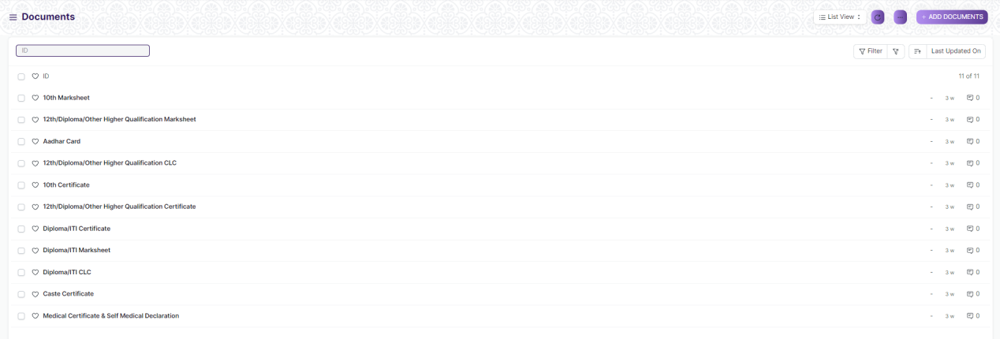 Documents
List View
+ ADD DOCUMENTS
ID
Filter
Last Updated On
ID 11 of 11
10th Marksheet - 3 w 0
12th/Diploma/Other Higher Qualification Marksheet - 3 w 0
Aadhar Card - 3 w 0
12th/Diploma/Other Higher Qualification CLC - 3 w 0
10th Certificate - 3 w 0
12th/Diploma/Other Higher Qualification Certificate - 3 w 0
Diploma/ITI Certificate - 3 w 0
Diploma/ITI Marksheet - 3 w 0
Diploma/ITI CLC - 3 w 0
Caste Certificate - 3 w 0
Medical Certificate & Self Medical Declaration - 3 w 0